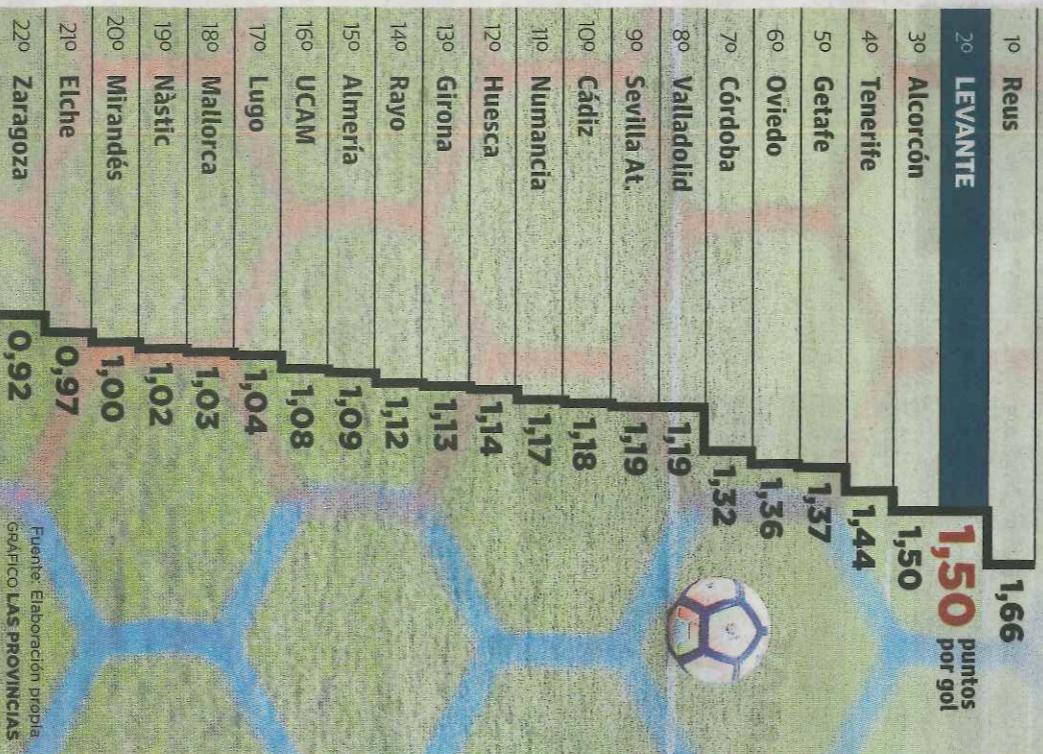 1º Reus 1,66
2º LEVANTE 1,50 puntos por gol
3º Alcorcón 1,50
4º Tenerife 1,44
5º Getafe 1,37
6º Oviedo 1,36
7º Córdoba 1,32
8º Valladolid 1,19
9º Sevilla At. 1,19
10º Cádiz 1,18
11º Numancia 1,17
12º Huesca 1,14
13º Girona 1,13
14º Rayo 1,12
15º Almería 1,09
16º UCAM 1,08
17º Lugo 1,04
18º Mallorca 1,03
19º Nàstic 1,02
20º Mirandés 1,00
21º Elche 0,97
22º Zaragoza 0,92
Fuente: Elaboración propia
GRÁFICO LAS PROVINCIAS